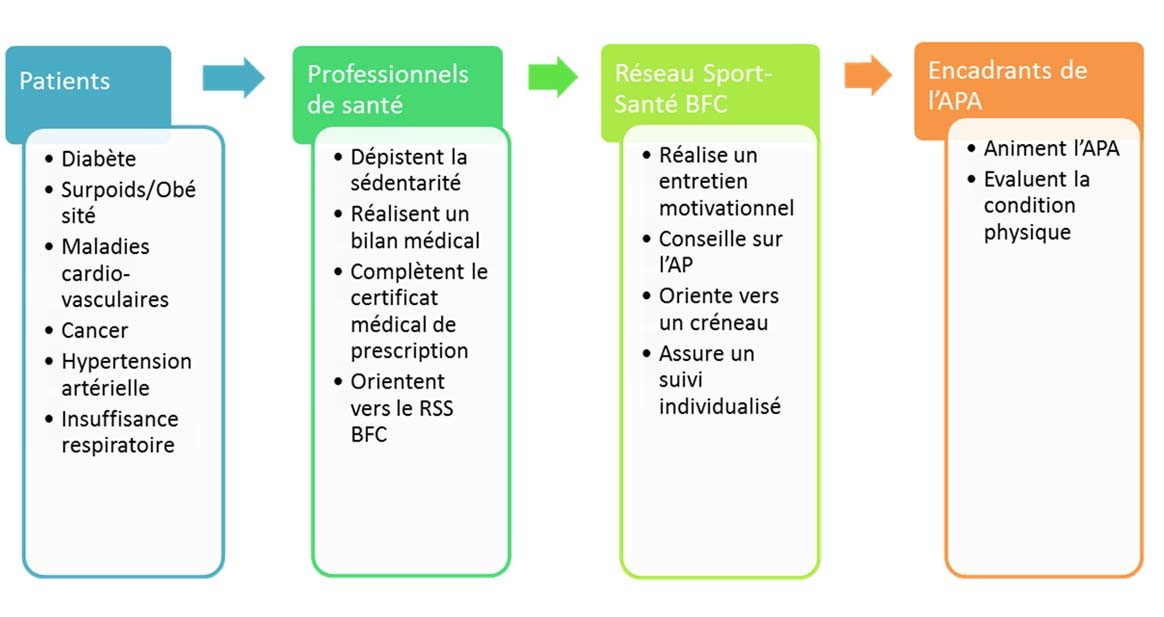 Patients
• Diabète
• Surpoids/Obé
sité
• Maladies
cardio-
vasculaires
• Cancer
• Hypertension
artérielle
• Insuffisance
respiratoire
Professionnels
de santé
• Dépistent la
sédentarité
• Réalisent un
bilan médical
• Complètent le
certificat
médical de
prescription
• Orientent
vers le RSS
BFC
Réseau Sport-
Santé BFC
• Réalise un
entretien
motivationnel
• Conseille sur
l’AP
• Oriente vers
un créneau
• Assure un
suivi
individualisé
Encadrants de
l’APA
• Animent l’APA
• Evaluent la
condition
physique